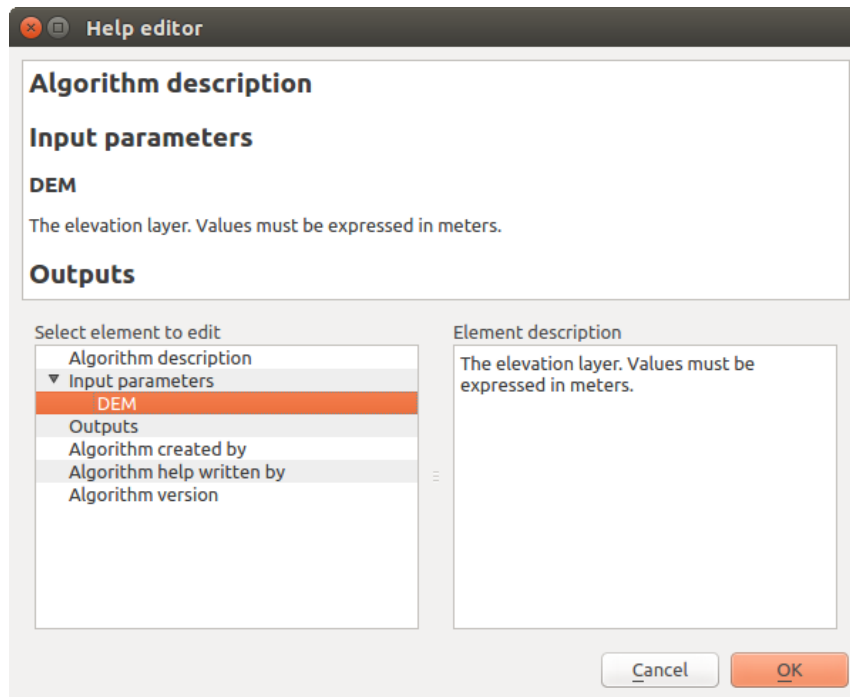 Help editor
Algorithm description
Input parameters
DEM
The elevation layer. Values must be expressed in meters.
Outputs
Select element to edit
Algorithm description
Input parameters
DEM
Outputs
Algorithm created by
Algorithm help written by
Algorithm version
Element description
The elevation layer. Values must be
expressed in meters.
Cancel
OK